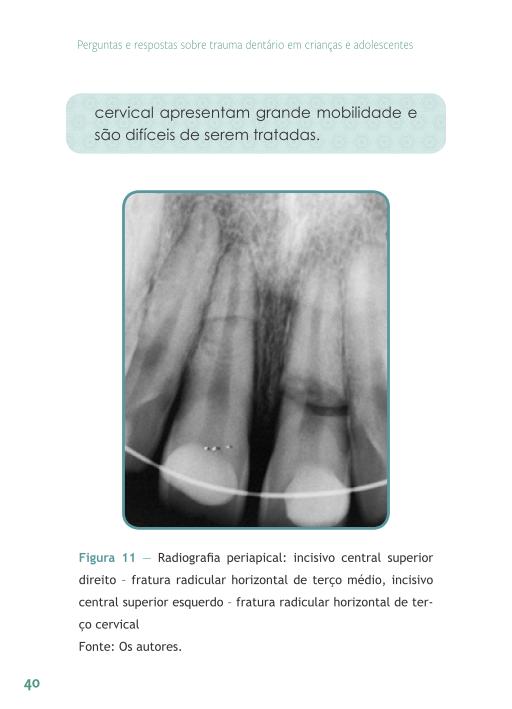 Perguntas e respostas sobre trauma dentário em crianças e adolescentes
cervical apresentam grande mobilidade e
são difíceis de serem tratadas.
Figura 11 — Radiografia periapical: incisivo central superior
direito – fratura radicular horizontal de terço médio, incisivo
central superior esquerdo – fratura radicular horizontal de ter-
ço cervical
Fonte: Os autores.
40